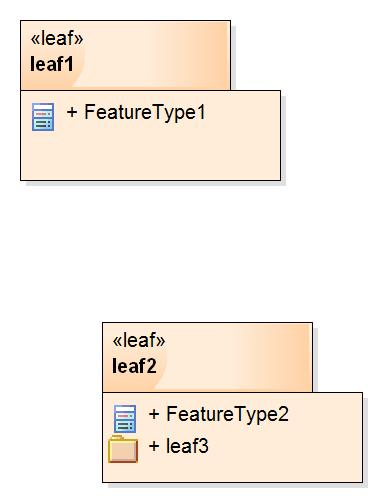 «leaf»
leaf1
+ FeatureType1
«leaf»
leaf2
+ FeatureType2
+ leaf3